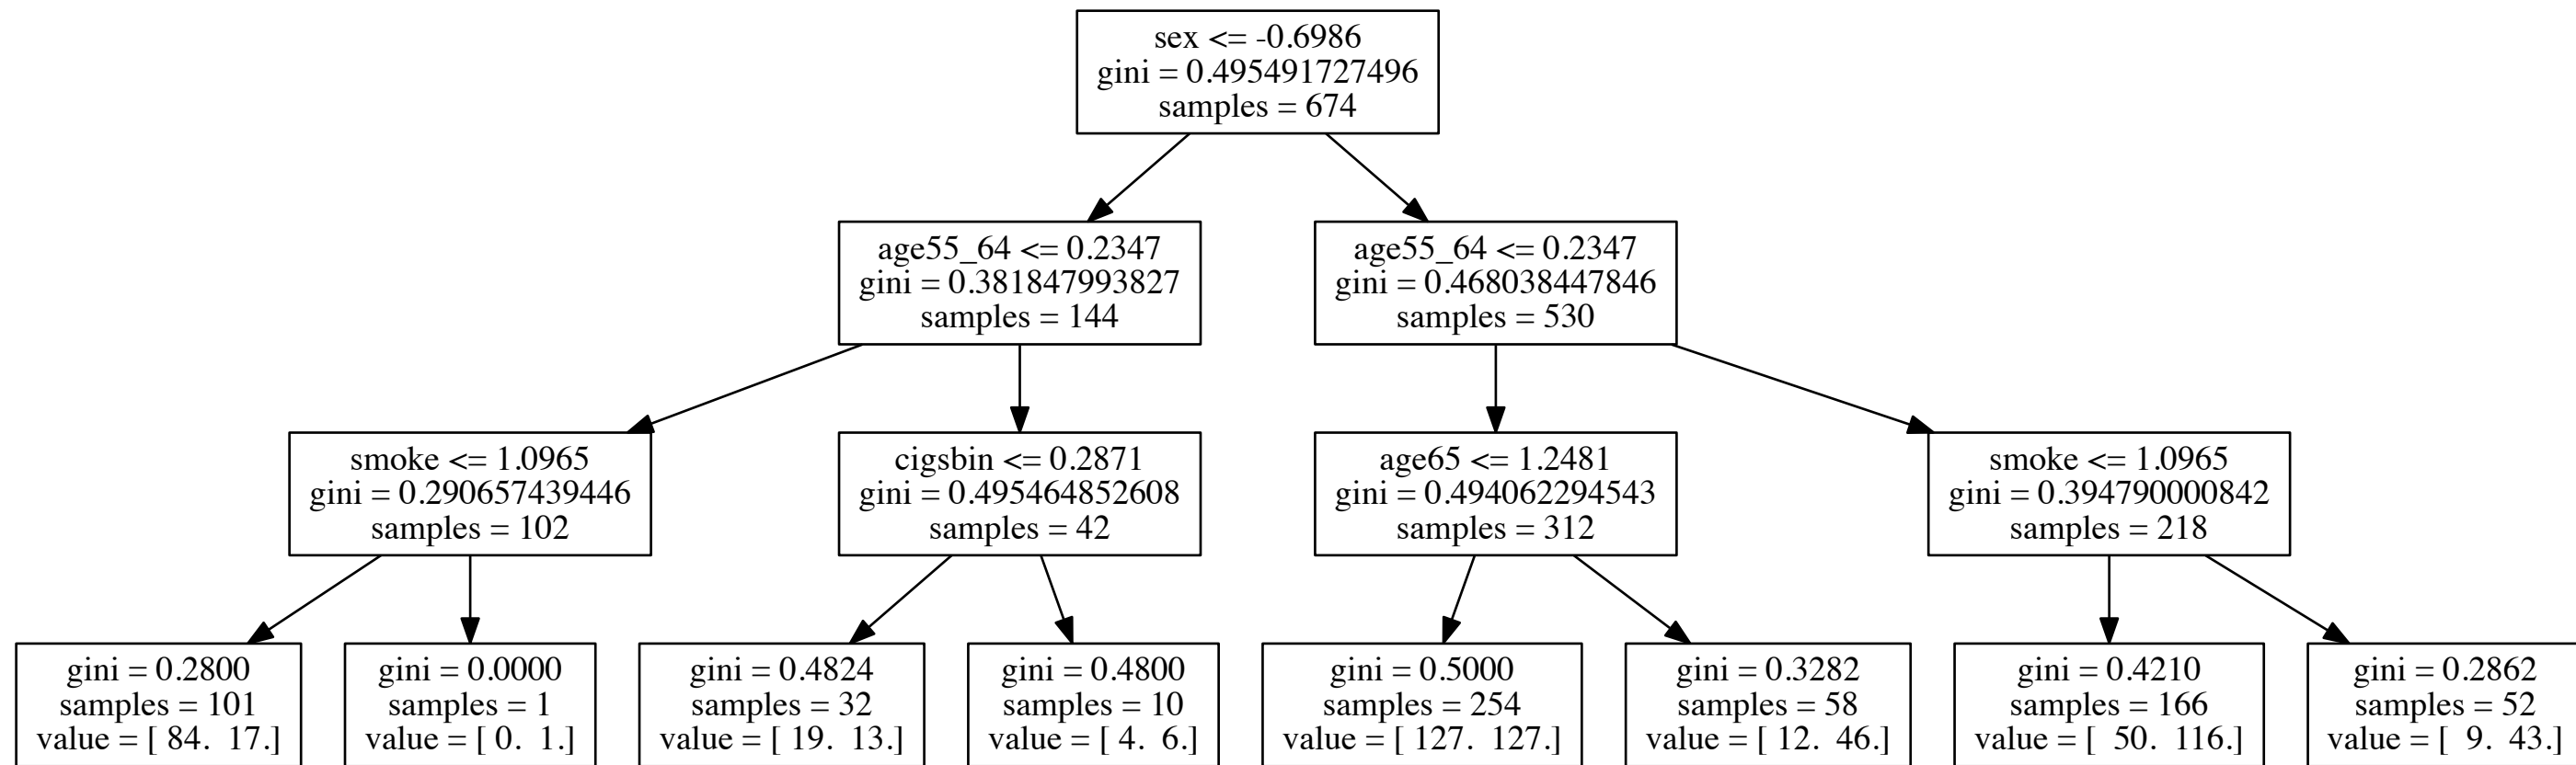 sex <= -0.6986
gini = 0.495491727496
samples = 674
age55_64 <= 0.2347
gini = 0.381847993827
samples = 144
age55_64 <= 0.2347
gini = 0.468038447846
samples = 530
smoke <= 1.0965
gini = 0.290657439446
samples = 102
cigsbin <= 0.2871
gini = 0.495464852608
samples = 42
age65 <= 1.2481
gini = 0.494062294543
samples = 312
smoke <= 1.0965
gini = 0.394790000842
samples = 218
gini = 0.2800
samples = 101
value = [ 84.  17.]
gini = 0.0000
samples = 1
value = [ 0.  1.]
gini = 0.4824
samples = 32
value = [ 19.  13.]
gini = 0.4800
samples = 10
value = [ 4.  6.]
gini = 0.5000
samples = 254
value = [ 127.  127.]
gini = 0.3282
samples = 58
value = [ 12.  46.]
gini = 0.4210
samples = 166
value = [  50.  116.]
gini = 0.2862
samples = 52
value = [  9.  43.]